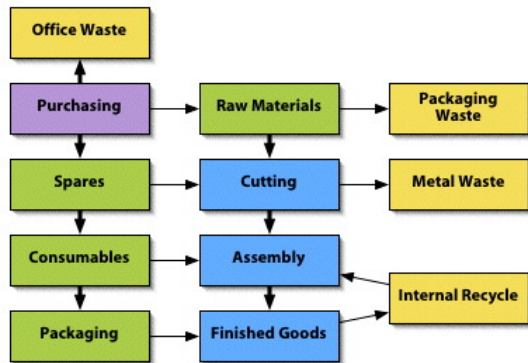 Office Waste
Purchasing
Raw Materials
Packaging
Waste
Spares
Cutting
Metal Waste
Consumables
Assembly
Internal Recycle
Packaging
Finished Goods